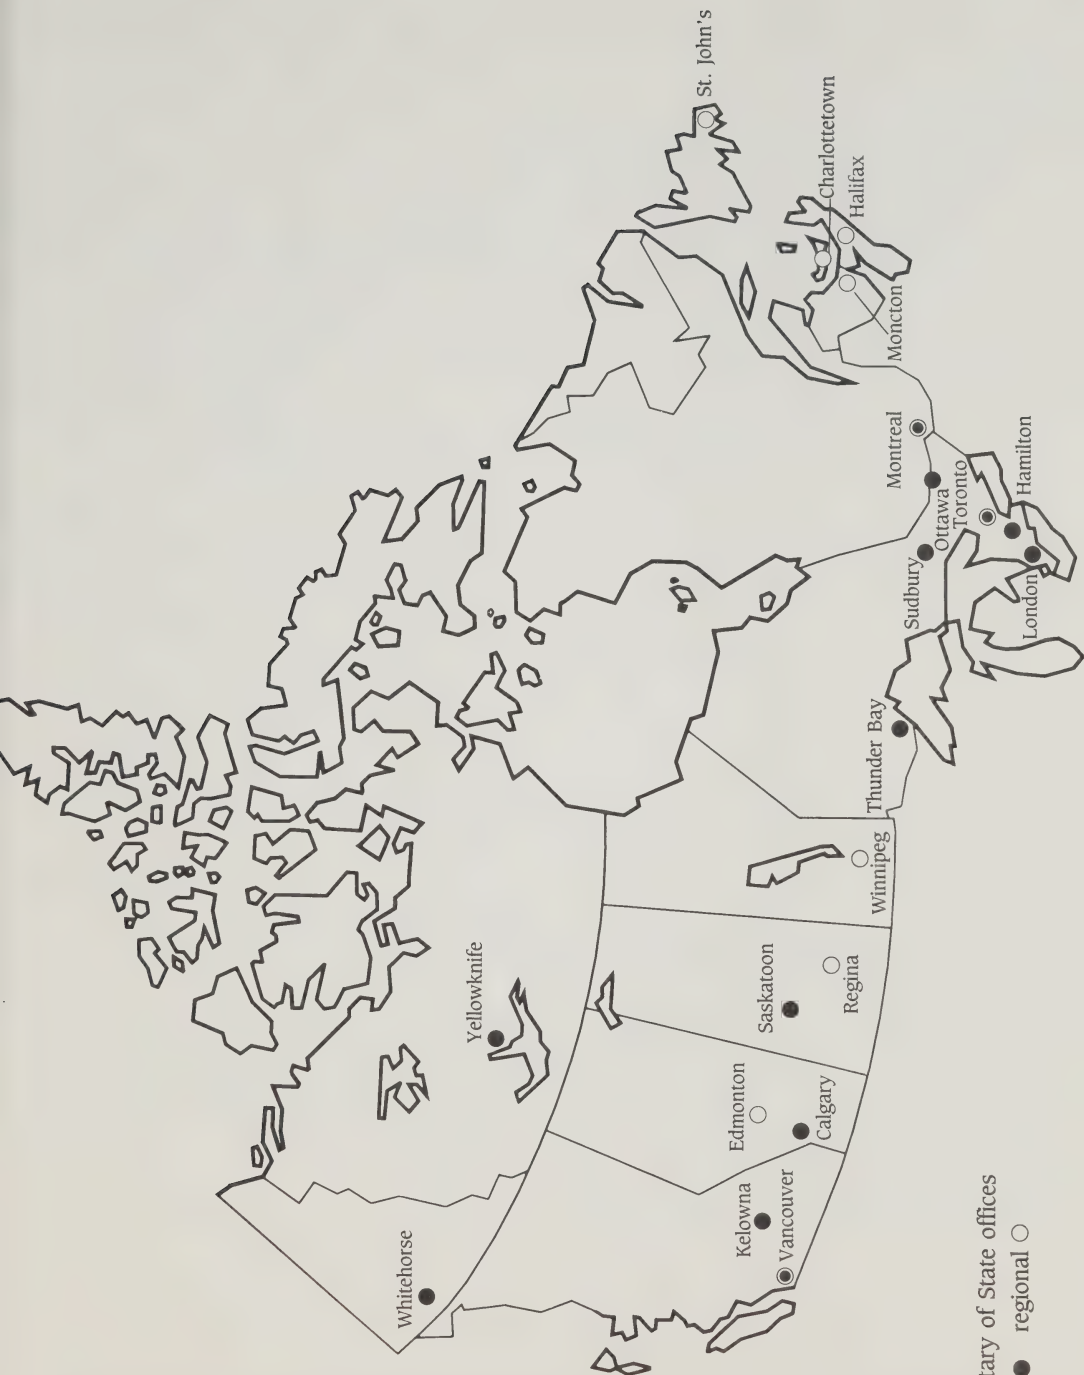 St. John's
Charlottetown
Halifax
Moncton
Montreal
Ottawa
Toronto
Hamilton
Sudbury
London
Thunder Bay
Winnipeg
Yellowknife
Saskatoon
Regina
Edmonton
Calgary
Kelowna
Vancouver
Whitehorse
of State offices
regional